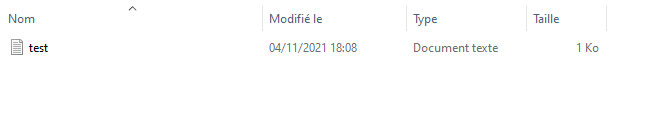 Nom Modifié le Type Taille
test 04/11/2021 18:08 Document texte 1 Ko